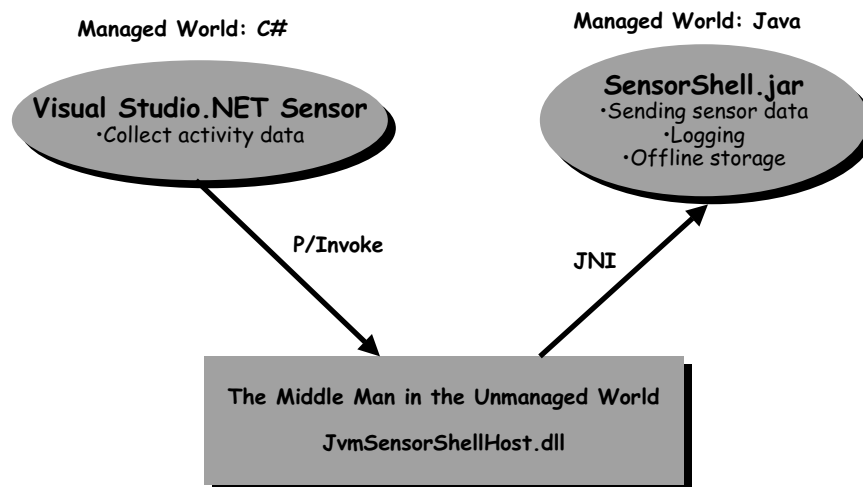 Managed World: C#
Managed World: Java
Visual Studio.NET Sensor
•Collect activity data
SensorShell.jar
•Sending sensor data
•Logging
•Offline storage
P/Invoke
JNI
The Middle Man in the Unmanaged World
JvmSensorShellHost.dll